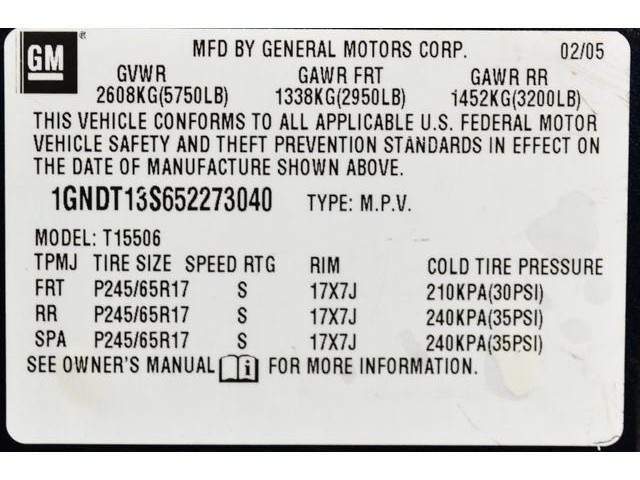 GM ® MFD BY GENERAL MOTORS CORP. 02/05
GVWR GAWR FRT GAWR RR
2608KG(5750LB) 1338KG(2950LB) 1452KG(3200LB)
THIS VEHICLE CONFORMS TO ALL APPLICABLE U.S. FEDERAL MOTOR
VEHICLE SAFETY AND THEFT PREVENTION STANDARDS IN EFFECT ON
THE DATE OF MANUFACTURE SHOWN ABOVE.
1GNDT13S652273040 TYPE: M.P.V.
MODEL: T15506
TPMJ TIRE SIZE SPEED RTG RIM COLD TIRE PRESSURE
FRT P245/65R17 S 17X7J 210KPA(30PSI)
RR P245/65R17 S 17X7J 240KPA(35PSI)
SPA P245/65R17 S 17X7J 240KPA(35PSI)
SEE OWNER'S MANUAL i FOR MORE INFORMATION.